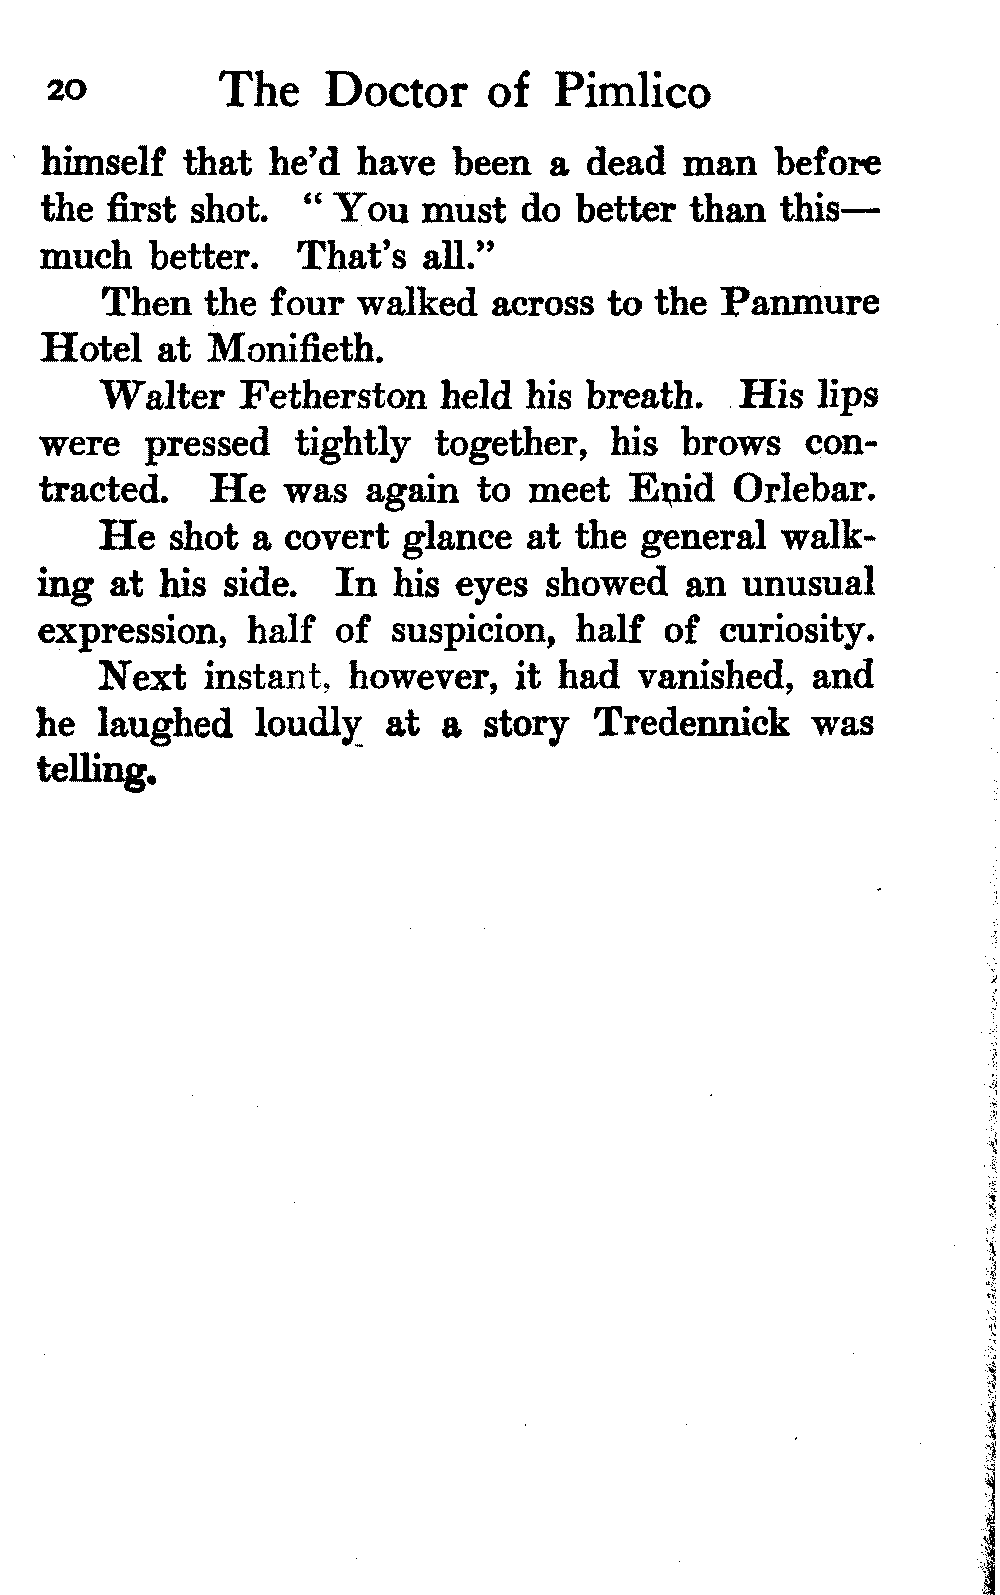 20 The Doctor of Pimlico
himself that he'd have been a dead man before
the first shot. “ You must do better than this—
much better. That's all.”
Then the four walked across to the Panmure
Hotel at Monifieth.
Walter Fetherston held his breath. His lips
were pressed tightly together, his brows con-
tracted. He was again to meet Enid Orlebar.
He shot a covert glance at the general walk-
ing at his side. In his eyes showed an unusual
expression, half of suspicion, half of curiosity.
Next instant, however, it had vanished, and
he laughed loudly at a story Tredennick was
telling.